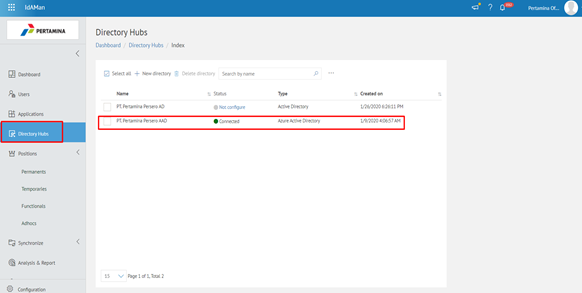 IdAMan
Pertamina Of...
PERTAMINA
Directory Hubs
Dashboard / Directory Hubs / Index
Dashboard
Users
Applications
Directory Hubs
Positions
Permanents
Temporaries
Functionals
Adhocs
Synchronize
Analysis & Report
Configuration
Select all New directory Delete directory Search by name
Name Status Type Created on
PT. Pertamina Persero AD Not configure Active Directory 1/26/2020 6:26:11 PM
PT. Pertamina Persero AAD Connected Azure Active Directory 1/9/2020 4:06:57 AM
15 Page 1 of 1, Total 2